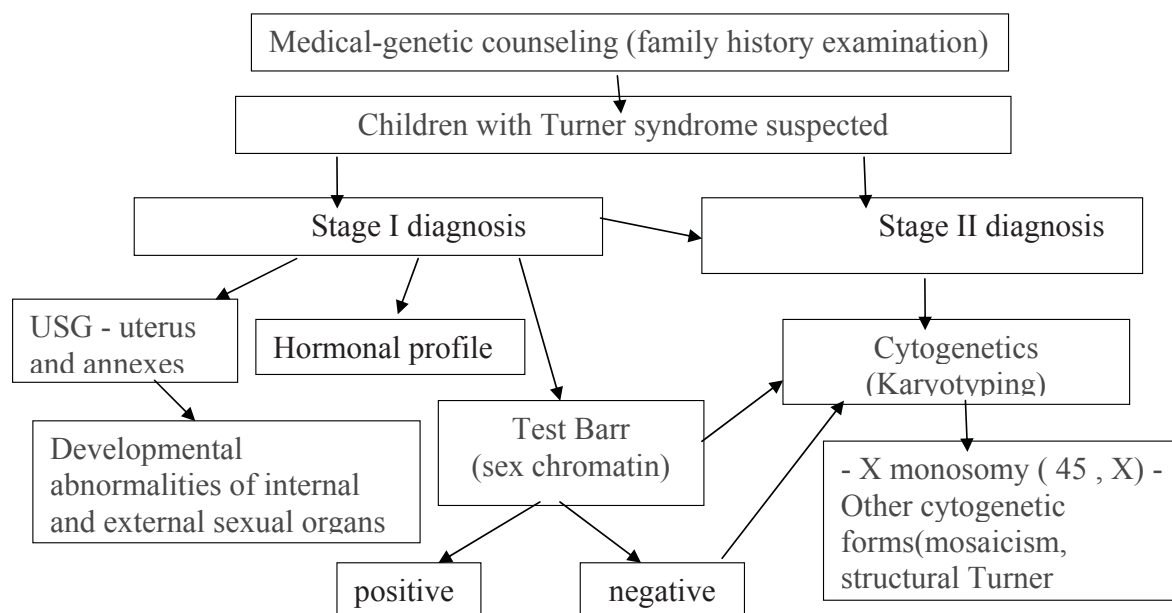 Medical-genetic counseling (family history examination)
Children with Turner syndrome suspected
Stage I diagnosis
Stage II diagnosis
USG - uterus
and annexes
Hormonal profile
Cytogenetics
(Karyotyping)
Developmental
abnormalities of internal
and external sexual organs
Test Barr
(sex chromatin)
- X monosomy ( 45 , X) -
Other cytogenetic
forms(mosaicism,
structural Turner
positive
negative